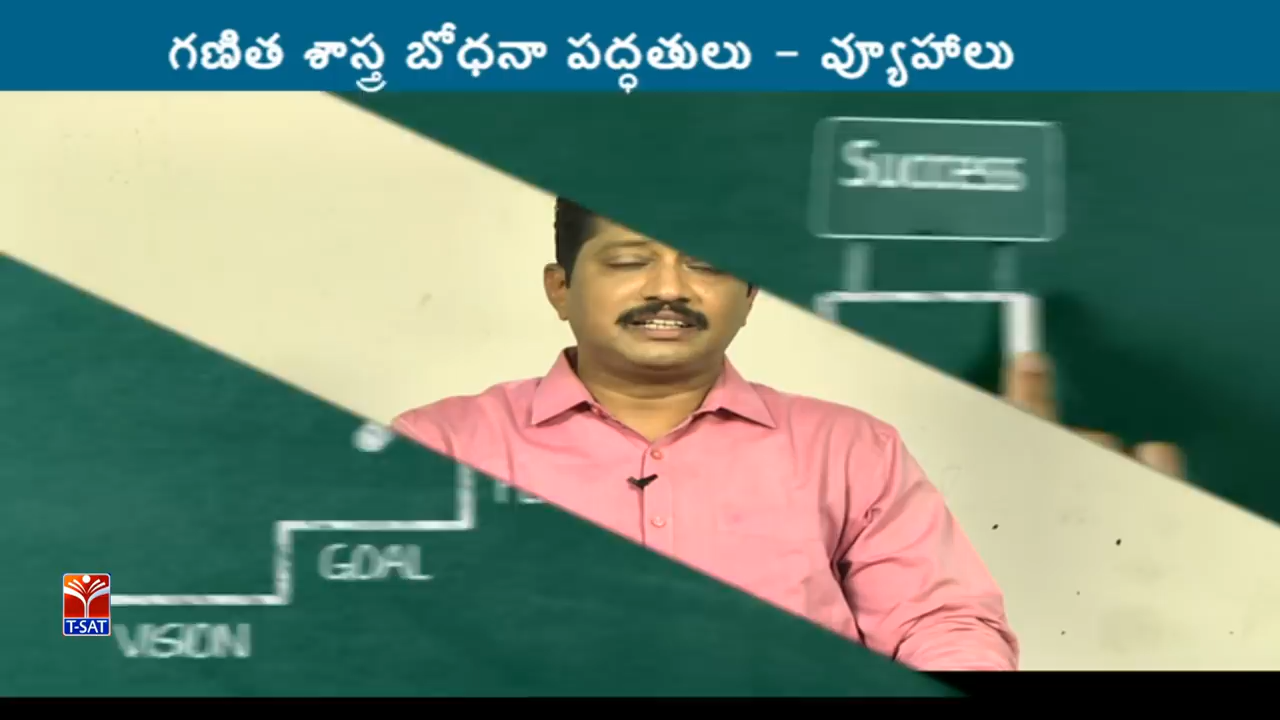 గణిత శాస్త్ర బోధనా పద్ధతులు - వ్యూహాలు
Success
GOAL
VISION
T-SAT